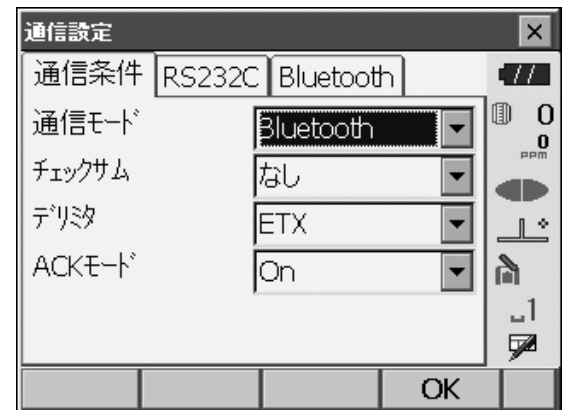 通信設定
通信条件 RS232C Bluetooth
通信モード Bluetooth
チェックサム なし
デリミタ ETX
ACKモード On
0
0
ppm
1
OK